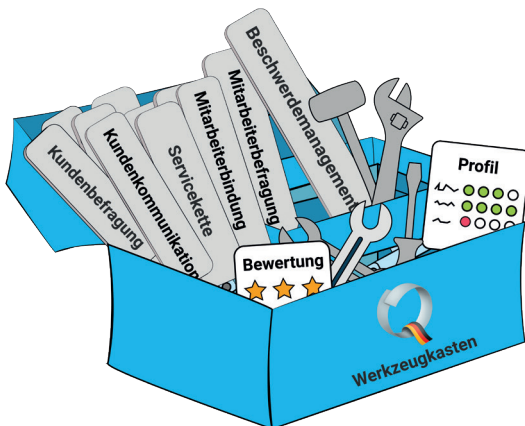 Kundenbefragung
Kundenkommunikation
Servicekette
Mitarbeiterbindung
Mitarbeiterbefragung
Beschwerdemanagement
Profil
Bewertung
Werkzeugkasten